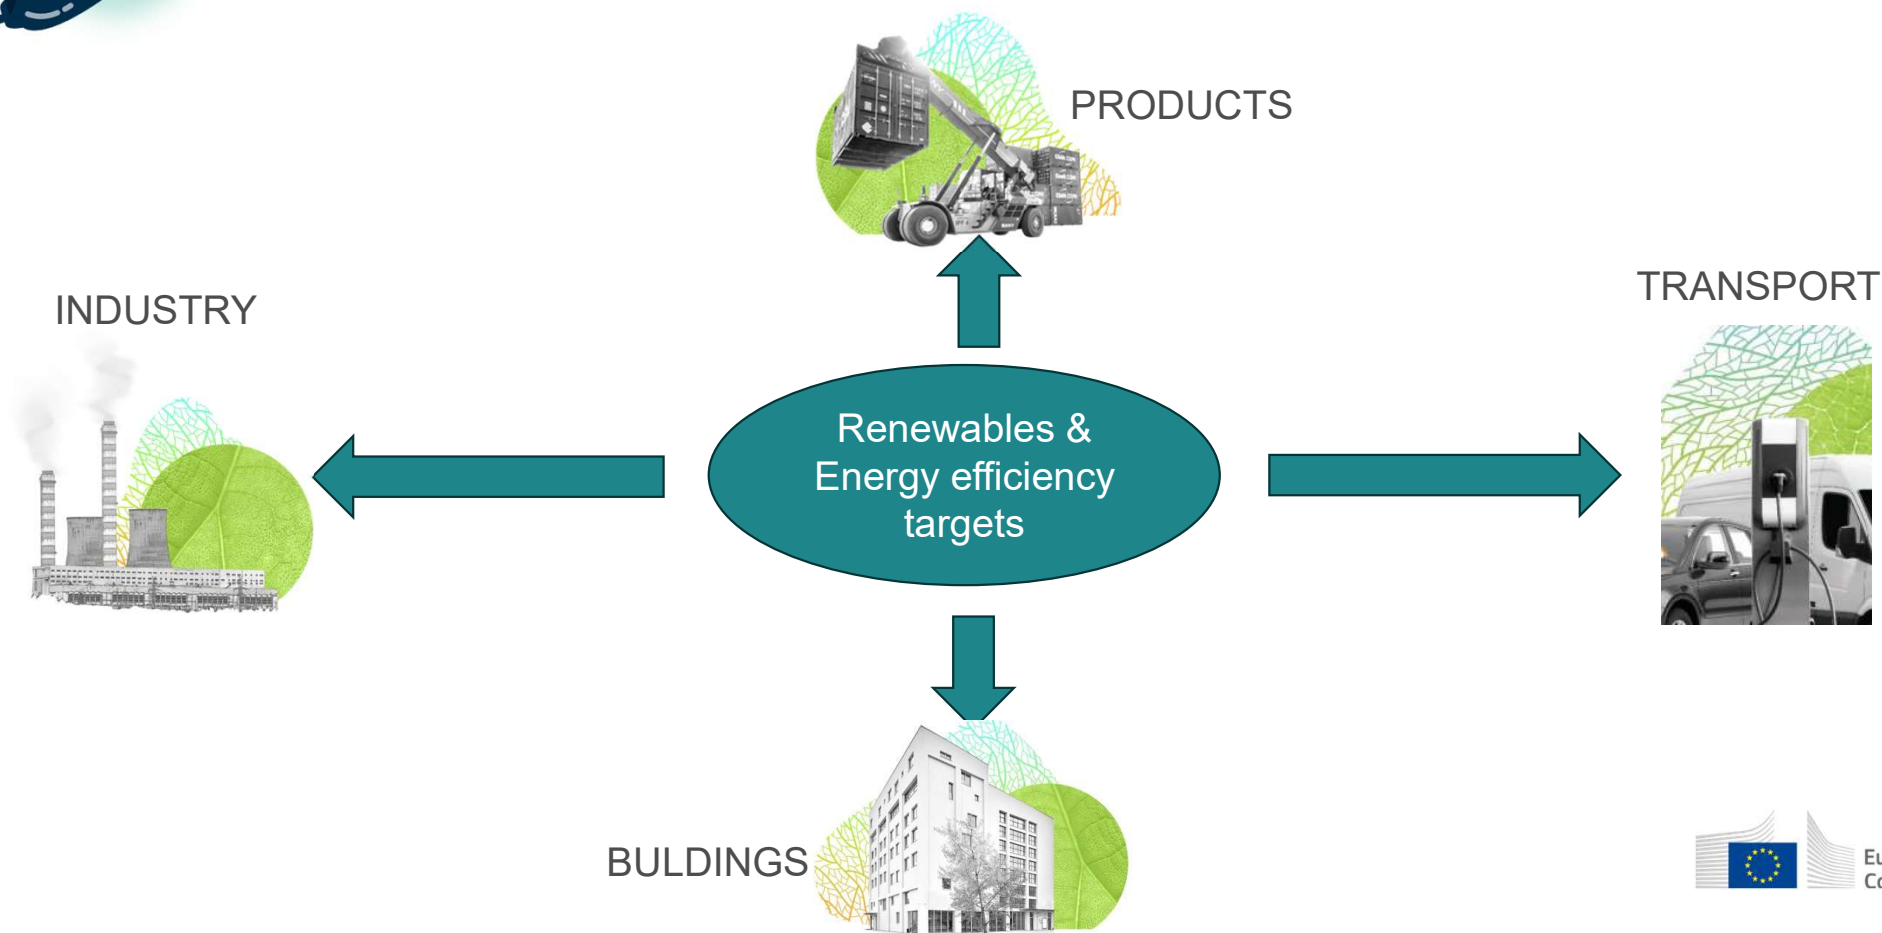 PRODUCTS
TRANSPORT
INDUSTRY
Renewables &
Energy efficiency
targets
BULDINGS